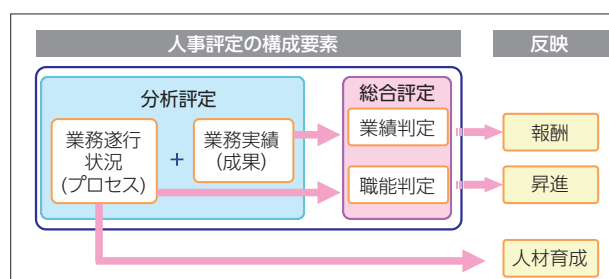 人事評定の構成要素
反映
分析評定
業務遂行
状況
(プロセス)
+
業務実績
(成果)
総合評定
業績判定
職能判定
報酬
昇進
人材育成